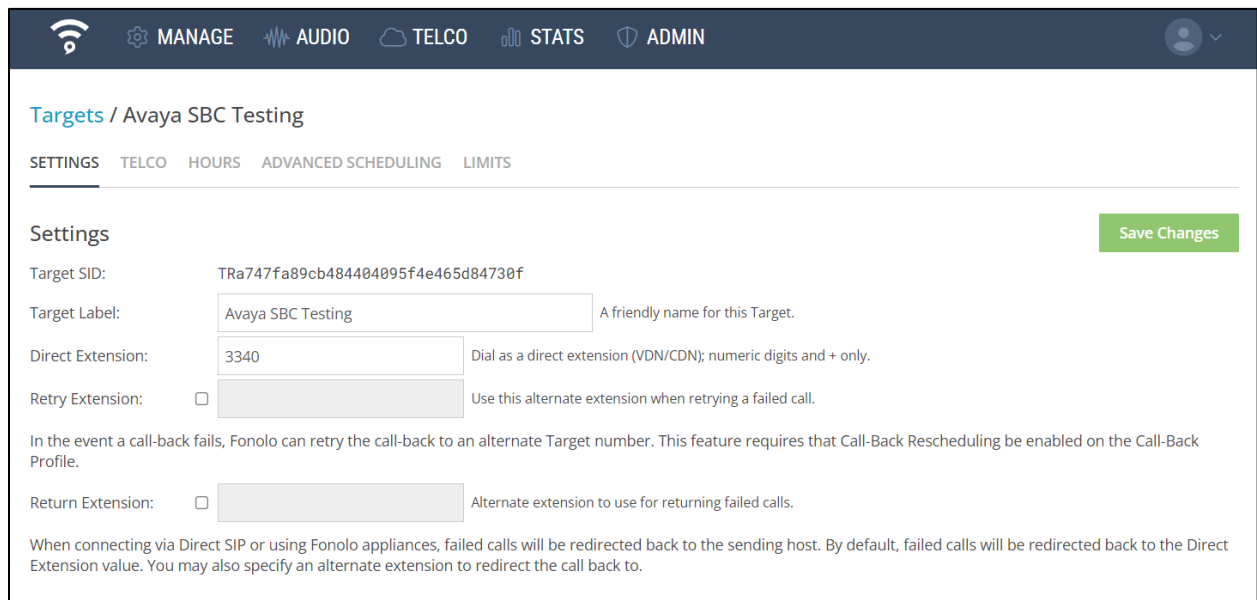 MANAGE AUDIO TELCO STATS ADMIN
Targets / Avaya SBC Testing
SETTINGS TELCO HOURS ADVANCED SCHEDULING LIMITS
Settings
Save Changes
Target SID: TRa747fa89cb484404095f4e465d84730f
Target Label: Avaya SBC Testing A friendly name for this Target.
Direct Extension: 3340 Dial as a direct extension (VDN/CDN); numeric digits and + only.
Retry Extension: Use this alternate extension when retrying a failed call.
In the event a call-back fails, Fonolo can retry the call-back to an alternate Target number. This feature requires that Call-Back Rescheduling be enabled on the Call-Back
Profile.
Return Extension: Alternate extension to use for returning failed calls.
When connecting via Direct SIP or using Fonolo appliances, failed calls will be redirected back to the sending host. By default, failed calls will be redirected back to the Direct
Extension value. You may also specify an alternate extension to redirect the call back to.